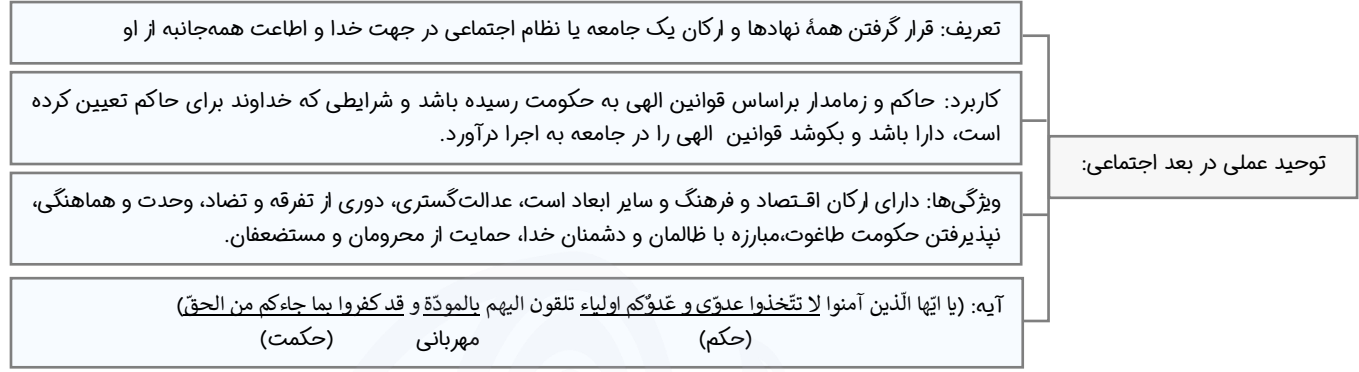 توحید عملی در بعد اجتماعی:
تعریف: قرار گرفتن همهٔ نهادها و ارکان یک جامعه یا نظام اجتماعی در جهت خدا و اطاعت همه‌جانبه از او
کاربرد: حاکم و زمامدار براساس قوانین الهی به حکومت رسیده باشد و شرایطی که خداوند برای حاکم تعیین کرده
است، دارا باشد و بکوشد قوانین الهی را در جامعه به اجرا درآورد.
ویژگی‌ها: دارای ارکان اقـتصاد و فرهنگ و سایر ابعاد است، عدالت‌گستری، دوری از تفرقه و تضاد، وحدت و هماهنگی،
نپذیرفتن حکومت طاغوت،مبارزه با ظالمان و دشمنان خدا، حمایت از محرومان و مستضعفان.
آیه: (یا ایّها الّذین آمنوا لا تتّخذوا عدوّی و عَدوَّکم اولیاء تلقون الیهم بالمودّة و قد کفروا بما جاءکم من الحقّ)
(حکم) مهربانی (حکمت)